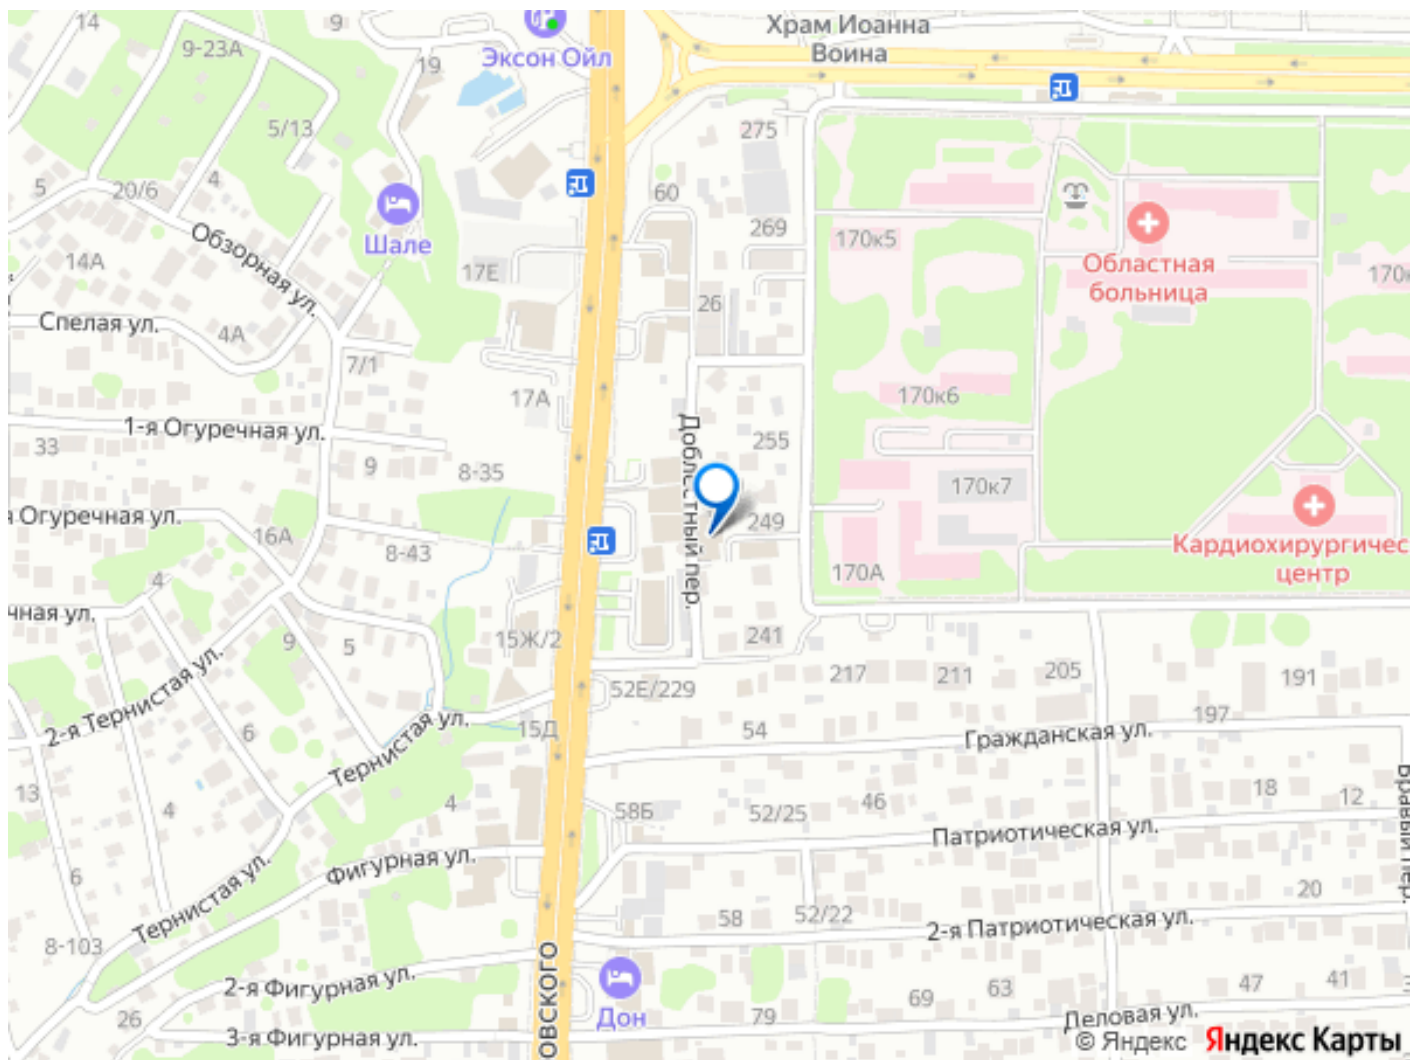 14
9
Храм Иоанна
Воина
9-23А
19
Эксон Ойл
5/13
275
5
20/6
4
60
Шале
Обзорная ул.
14А
17Е
269
170к5
Областная
больница
26
Спелая ул.
4А
7/1
17А
170к6
1-я Огуречная ул.
33
9
8-35
255
Доблестный пер.
170к7
249
Огуречная ул.
16А
8-43
170А
Кардиохирургичес
центр
4
чная ул.
9
5
15Ж/2
241
217
211
205
191
52Е/229
2-я Тернистая ул.
6
Тернистая ул.
15Д
54
197
Гражданская ул.
13
4
4
58Б
52/25
46
18
12
Патриотическая ул.
Бравый пер.
Фигурная ул.
6
Тернистая ул.
58
52/22
20
2-я Патриотическая ул.
8-103
ОВСКОГО
2-я Фигурная ул.
Дон
69
63
47
41
26
79
3-я Фигурная ул.
Деловая ул.
© Яндекс Яндекс Карты